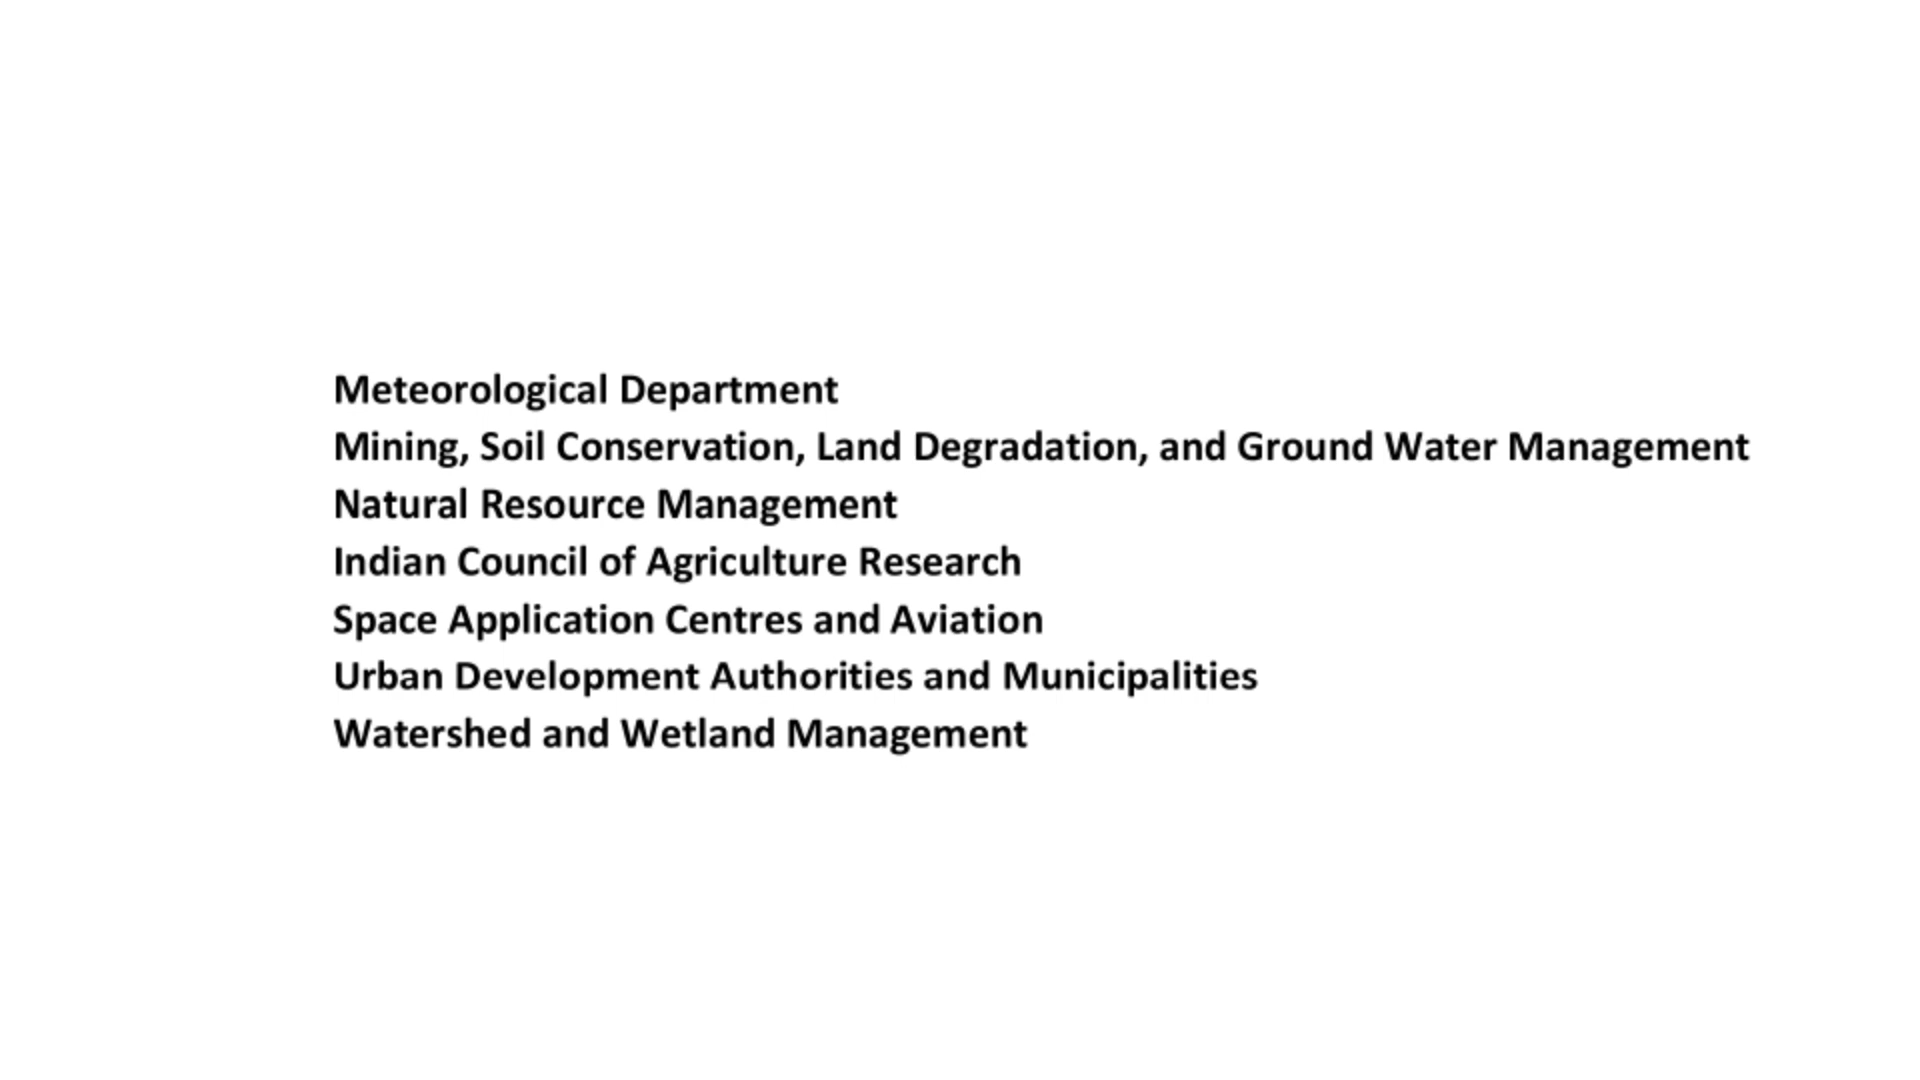 Meteorological Department
Mining, Soil Conservation, Land Degradation, and Ground Water Management
Natural Resource Management
Indian Council of Agriculture Research
Space Application Centres and Aviation
Urban Development Authorities and Municipalities
Watershed and Wetland Management